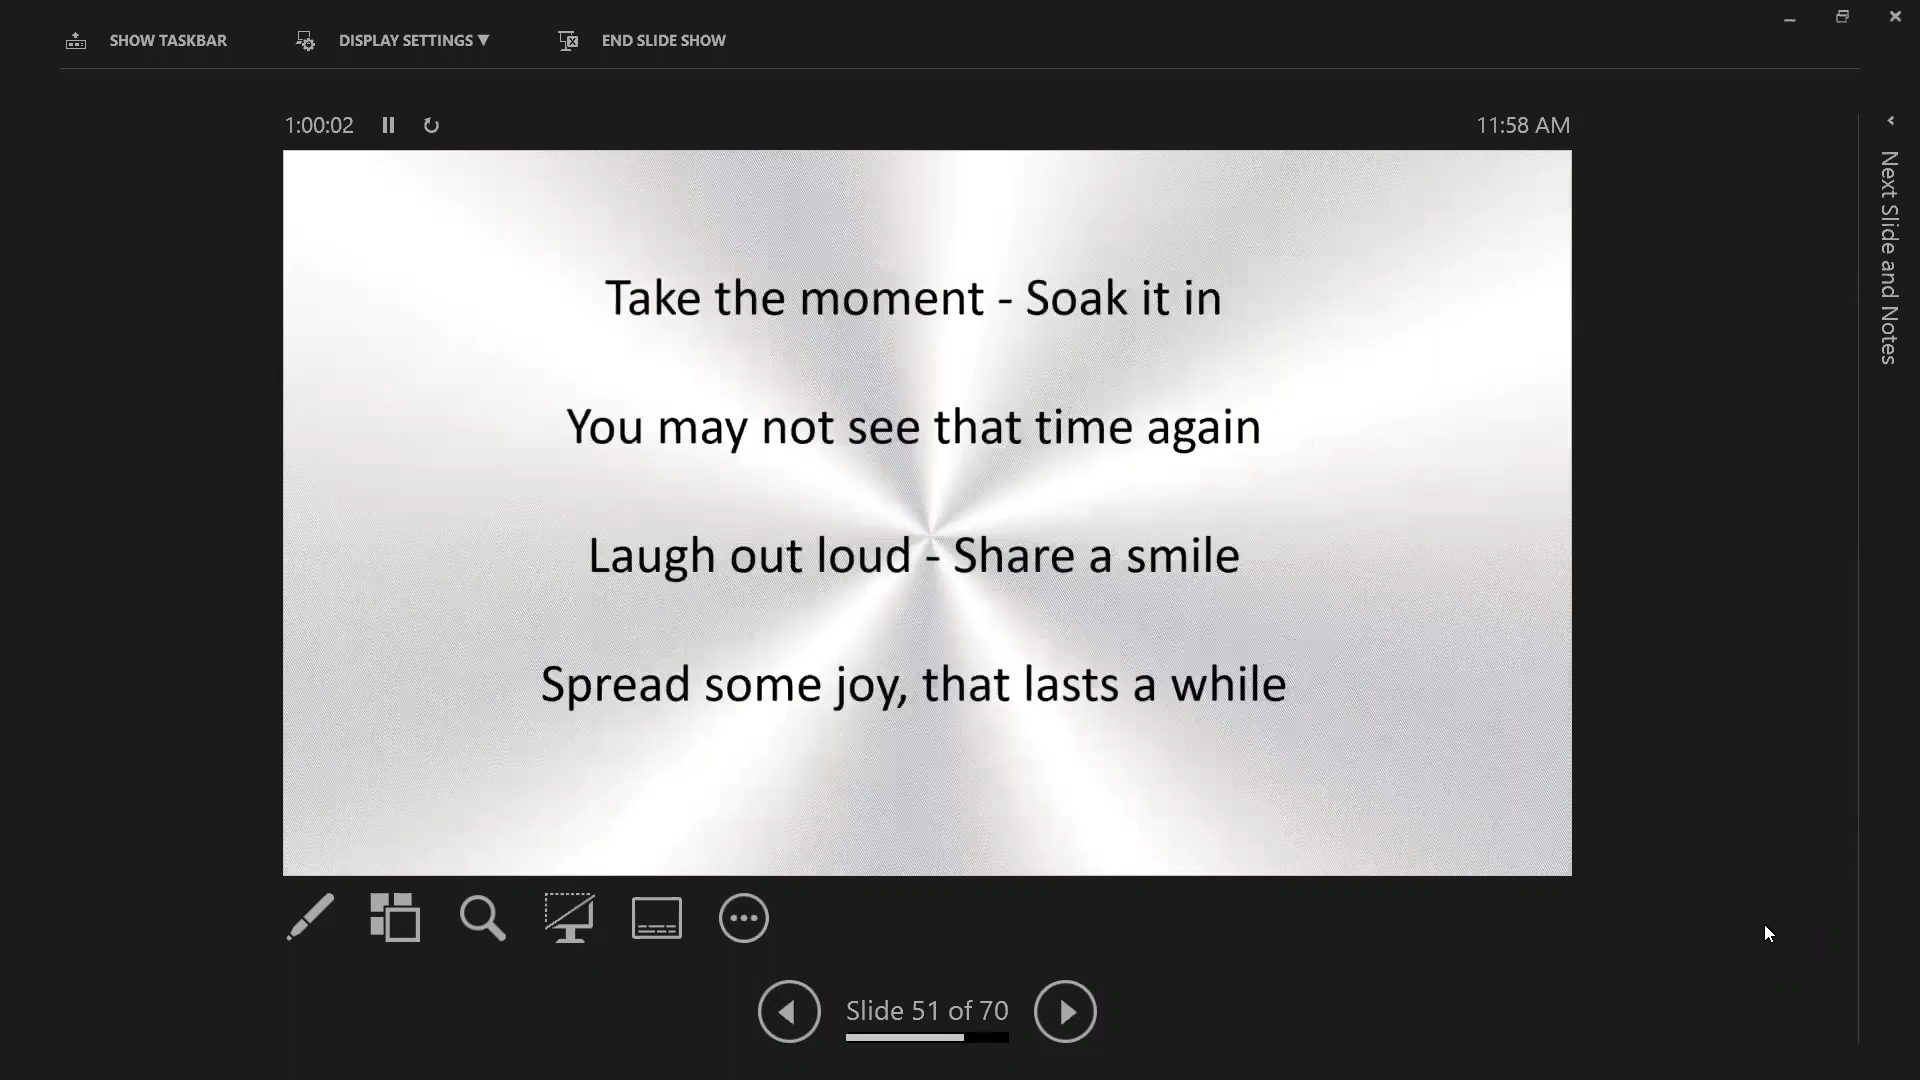 SHOW TASKBAR DISPLAY SETTINGS ▼ END SLIDE SHOW
1:00:02 11:58 AM
Take the moment - Soak it in
You may not see that time again
Laugh out loud - Share a smile
Spread some joy, that lasts a while
Next Slide and Notes
Slide 51 of 70